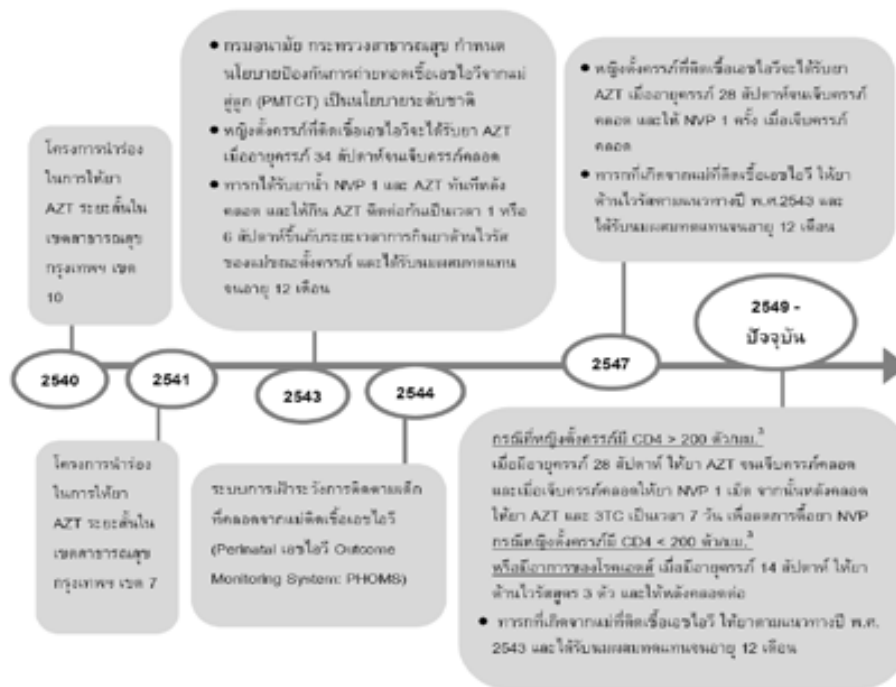 โครงการนำร่อง
ในการให้ยา
AZT ระยะสั้นใน
เขตสาธารณสุข
กรุงเทพฯ เขต
10
● กรมอนามัย กระทรวงสาธารณสุข กำหนด
นโยบายป้องกันการถ่ายทอดเชื้อเอชไอวีจากแม่
สู่ลูก (PMTCT) เป็นนโยบายระดับชาติ
● หญิงตั้งครรภ์ที่ติดเชื้อเอชไอวีจะได้รับยา AZT
เมื่ออายุครรภ์ 34 สัปดาห์จนเจ็บครรภ์คลอด
● ทารกได้รับยาน้ำ NVP 1 และ AZT ทันทีหลัง
คลอด และให้กิน AZT ติดต่อกันเป็นเวลา 1 หรือ
6 สัปดาห์ขึ้นกับระยะเวลาการกินยาต้านไวรัส
ของแม่ขณะตั้งครรภ์ และได้รับนมผสมทดแทน
จนอายุ 12 เดือน
● หญิงตั้งครรภ์ที่ติดเชื้อเอชไอวีจะได้รับยา
AZT เมื่ออายุครรภ์ 28 สัปดาห์จนเจ็บครรภ์
คลอด และให้ NVP 1 ครั้ง เมื่อเจ็บครรภ์
คลอด
● ทารกที่เกิดจากแม่ที่ติดเชื้อเอชไอวี ให้ยา
ต้านไวรัสตามแนวทางปี พ.ศ.2543 และ
ได้รับนมผสมทดแทนจนอายุ 12 เดือน
2540
2541
2543
2544
2547
2549 -
ปัจจุบัน
โครงการนำร่อง
ในการให้ยา
AZT ระยะสั้นใน
เขตสาธารณสุข
กรุงเทพฯ เขต 7
ระบบการเฝ้าระวังการติดตามเด็ก
ที่คลอดจากแม่ติดเชื้อเอชไอวี
(Perinatal เอชไอวี Outcome
Monitoring System: PHOMS)
กรณีที่หญิงตั้งครรภ์มี CD4 > 200 ตัว/มม.³
เมื่อมีอายุครรภ์ 28 สัปดาห์ ให้ยา AZT จนเจ็บครรภ์คลอด
และเมื่อเจ็บครรภ์คลอดให้ยา NVP 1 เม็ด จากนั้นหลังคลอด
ให้ยา AZT และ 3TC เป็นเวลา 7 วัน เพื่อลดการดื้อยา NVP
กรณีหญิงตั้งครรภ์มี CD4 < 200 ตัว/มม.³
หรือมีอาการของโรคเอดส์ เมื่อมีอายุครรภ์ 14 สัปดาห์ ให้ยา
ต้านไวรัสสูตร 3 ตัว และให้หลังคลอดต่อ
● ทารกที่เกิดจากแม่ที่ติดเชื้อเอชไอวี ให้ยาตามแนวทางปี พ.ศ.
2543 และได้รับนมผสมทดแทนจนอายุ 12 เดือน